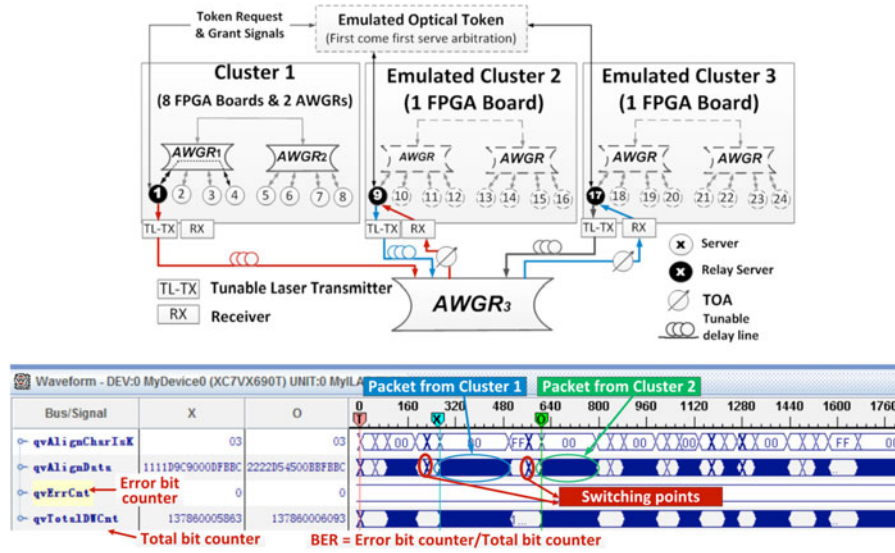 Token Request
& Grant Signals
Emulated Optical Token
(First come first serve arbitration)
Cluster 1
(8 FPGA Boards & 2 AWGRs)
Emulated Cluster 2
(1 FPGA Board)
Emulated Cluster 3
(1 FPGA Board)
AWGR1
AWGR2
AWGR
AWGR
AWGR
AWGR
1 2 3 4 5 6 7 8
9 10 11 12 13 14 15 16
17 18 19 20 21 22 23 24
TL-TX RX
TL-TX RX
TL-TX RX
AWGR3
TL-TX Tunable Laser Transmitter
RX Receiver
X Server
X Relay Server
TOA
Tunable
delay line
Waveform - DEV:0 MyDevice0 (XC7VX690T) UNIT:0 MyILA
Packet from Cluster 1
Packet from Cluster 2
Bus/Signal X O
0 160 320 480 640 800 960 1120 1280 1440 1600 1760
T X O
qvAlignCharIsK 03 03
00 00 FF 00 00 00 00 FF 00
qvAlignData 1111D9C9000DFBBC 2222D54500BBFBBC
qvErrCnt 0 0
Error bit
counter
Switching points
qvTotalDWCnt 137860005863 137860006093
Total bit counter
BER = Error bit counter/Total bit counter